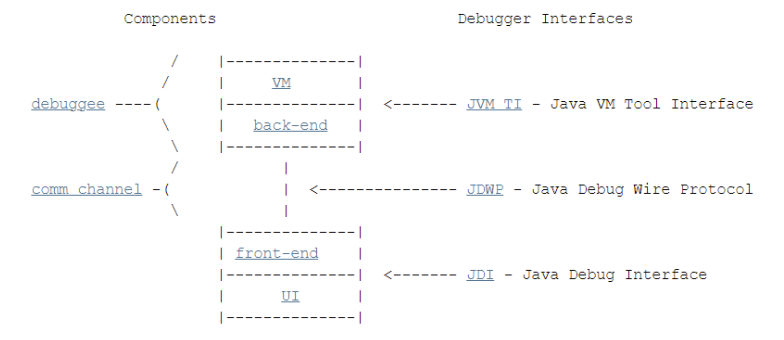 Components Debugger Interfaces
/ |--------------|
/ | VM |
debuggee ----( |--------------| <------- JVM TI - Java VM Tool Interface
\ | back-end |
\ |--------------|
/ |
comm channel -( | <--------------- JDWP - Java Debug Wire Protocol
\ |
|--------------|
| front-end |
|--------------| <------- JDI - Java Debug Interface
| UI |
|--------------|